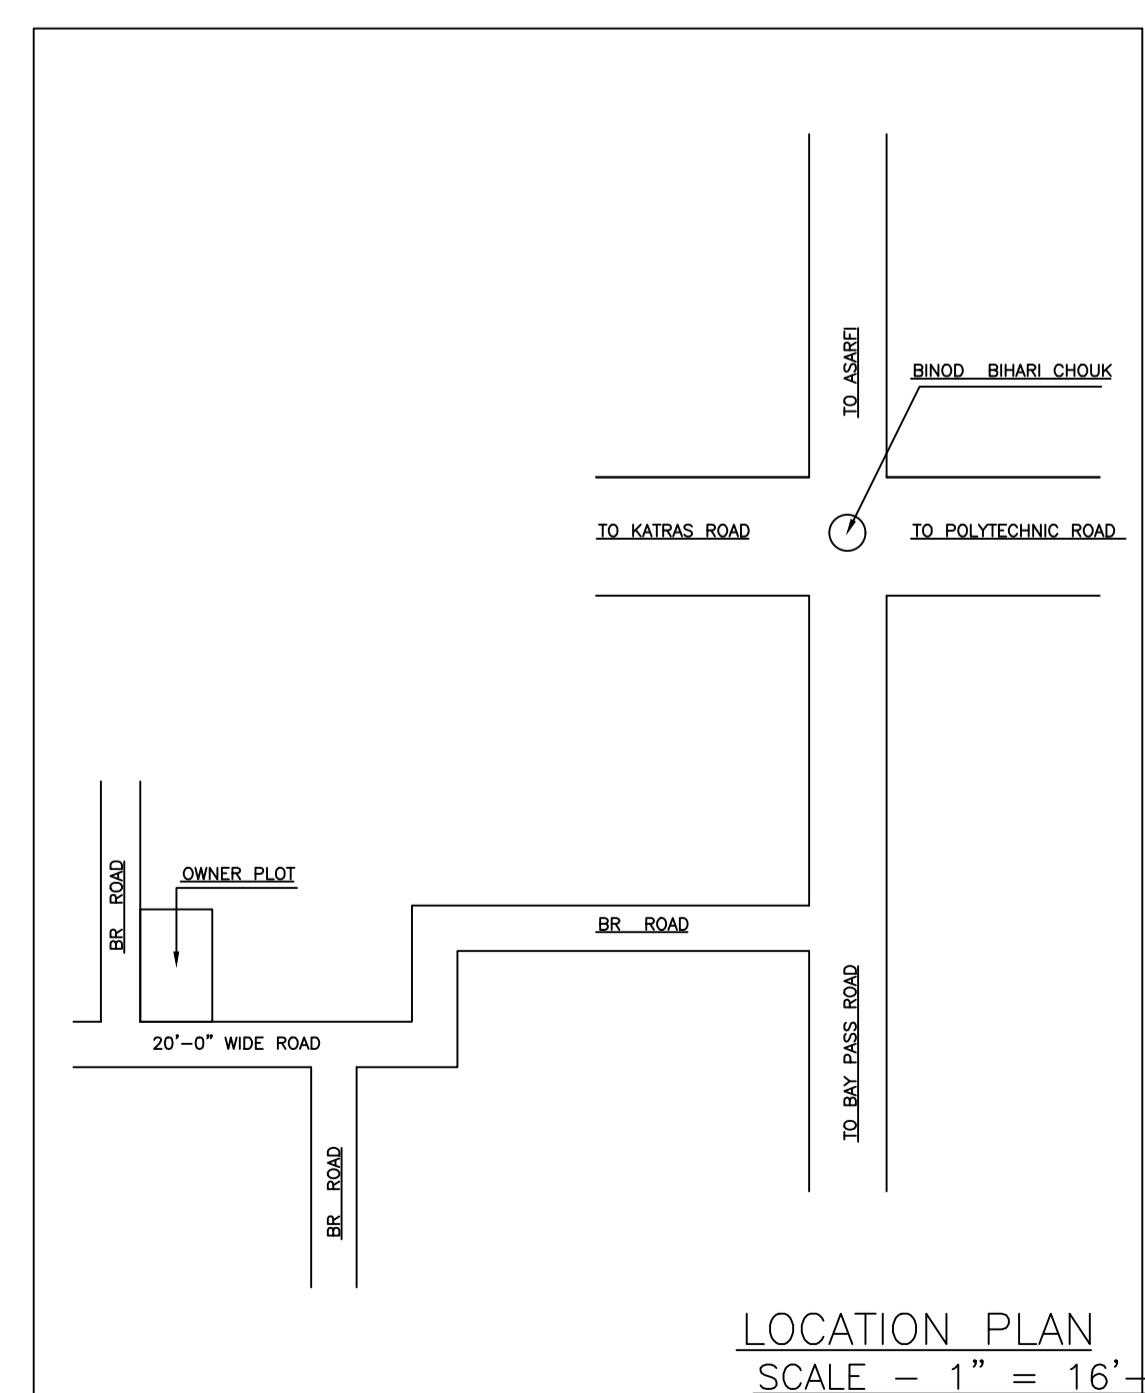 TO ASARFI
BINOD BIHARI CHOUK
TO KATRAS ROAD
TO POLYTECHNIC ROAD
BR ROAD
OWNER PLOT
BR ROAD
20'-0" WIDE ROAD
TO BAY PASS ROAD
BR ROAD
LOCATION PLAN
SCALE - 1" = 16'-